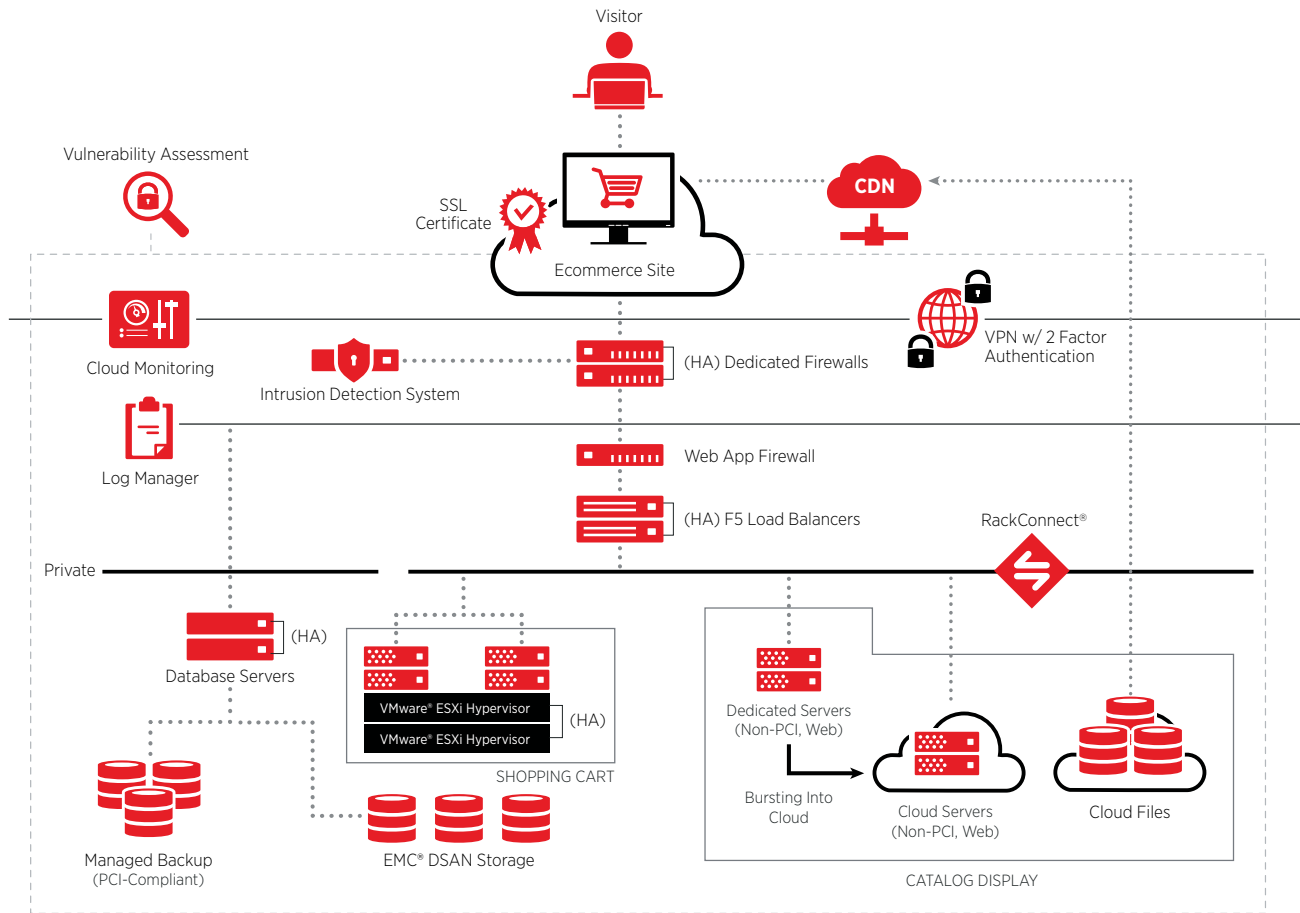 Visitor
Vulnerability Assessment
SSL
Certificate
CDN
Ecommerce Site
Cloud Monitoring
Intrusion Detection System
(HA) Dedicated Firewalls
VPN w/ 2 Factor
Authentication
Log Manager
Web App Firewall
(HA) F5 Load Balancers
RackConnect®
Private
(HA)
Database Servers
VMware® ESXi Hypervisor
VMware® ESXi Hypervisor
(HA)
SHOPPING CART
Dedicated Servers
(Non-PCI, Web)
Bursting Into
Cloud
Cloud Servers
(Non-PCI, Web)
Cloud Files
CATALOG DISPLAY
Managed Backup
(PCI-Compliant)
EMC® DSAN Storage